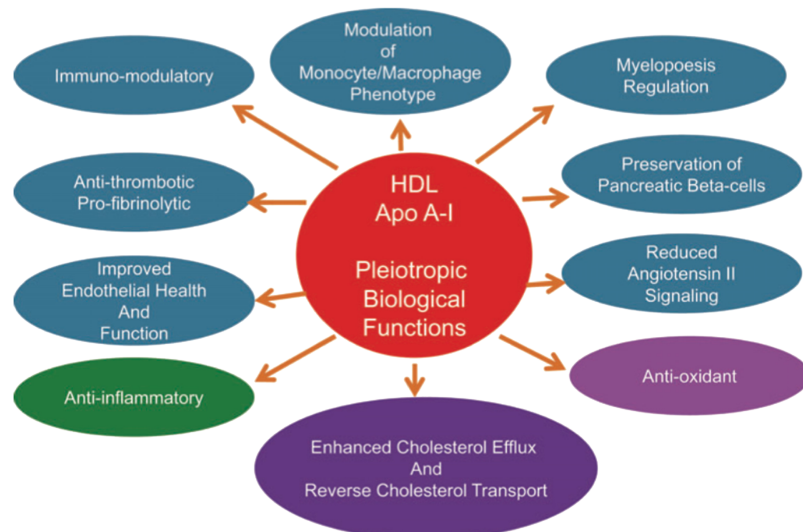 Immuno-modulatory
Modulation
of
Monocyte/Macrophage
Phenotype
Myelopoesis
Regulation
Anti-thrombotic
Pro-fibrinolytic
HDL
Apo A-I
Pleiotropic
Biological
Functions
Preservation of
Pancreatic Beta-cells
Improved
Endothelial Health
And
Function
Reduced
Angiotensin II
Signaling
Anti-inflammatory
Anti-oxidant
Enhanced Cholesterol Efflux
And
Reverse Cholesterol Transport